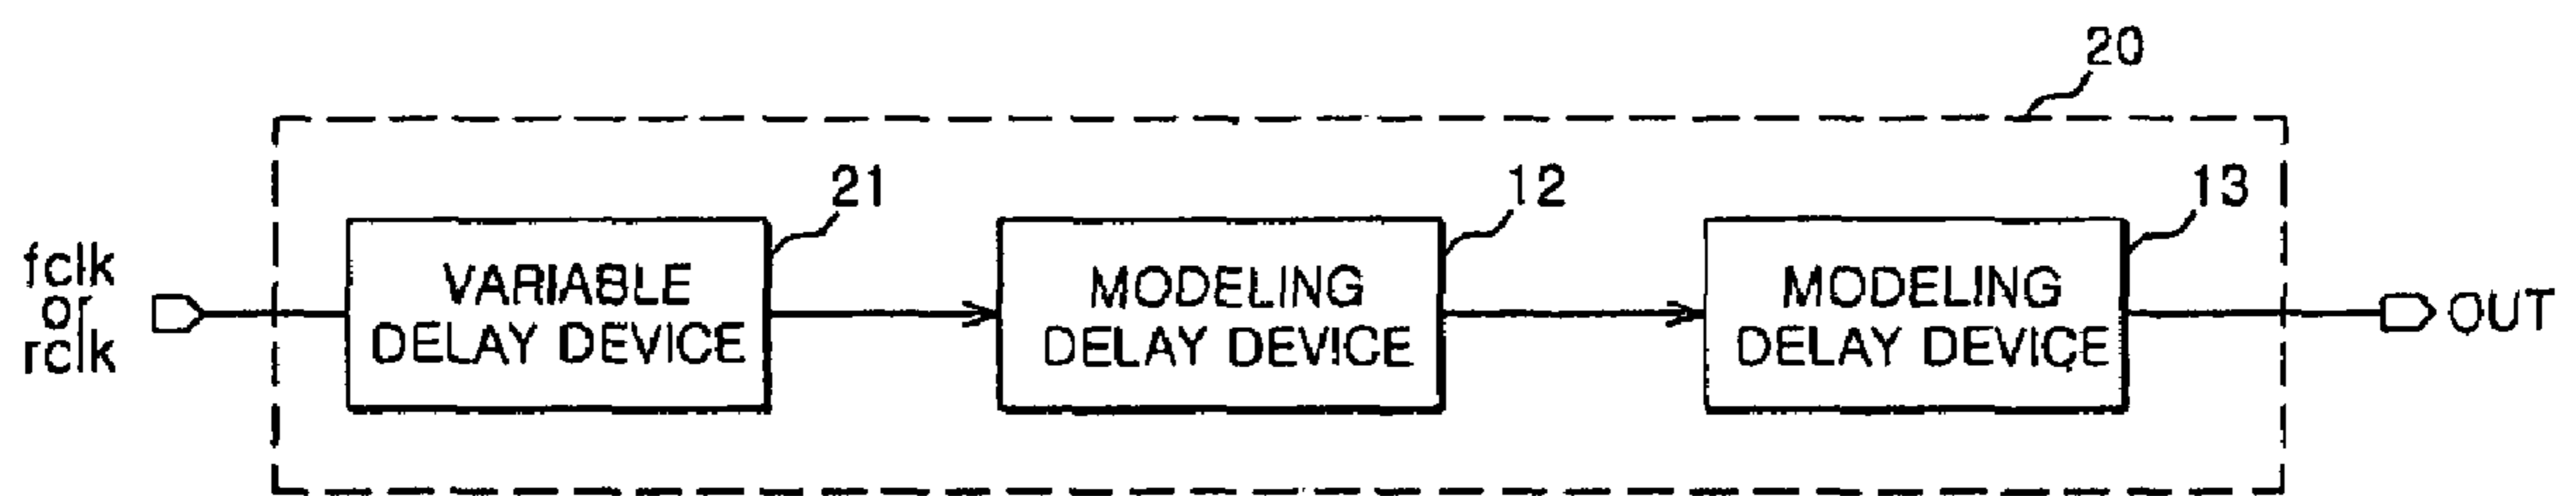 20
21
12
13
fclk
or
rclk
VARIABLE
DELAY DEVICE
MODELING
DELAY DEVICE
MODELING
DELAY DEVICE
OUT